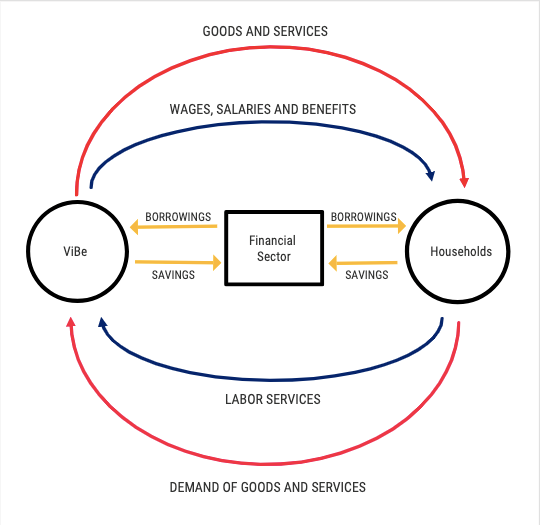 GOODS AND SERVICES
WAGES, SALARIES AND BENEFITS
BORROWINGS
BORROWINGS
ViBe
Financial
Sector
Households
SAVINGS
SAVINGS
LABOR SERVICES
DEMAND OF GOODS AND SERVICES